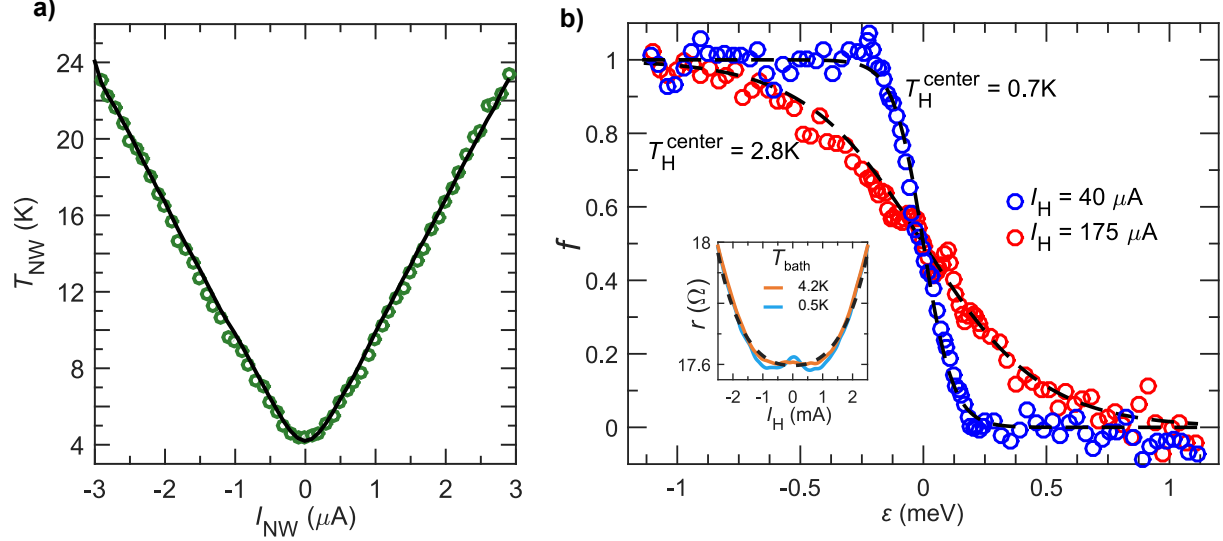 a)
24
20
16
12
8
4
T_NW (K)
-3 -2 -1 0 1 2 3
I_NW (μA)
b)
1
0.8
0.6
0.4
0.2
0
f
T_H^center = 0.7K
T_H^center = 2.8K
I_H = 40 μA
I_H = 175 μA
18
17.6
r (Ω)
T_bath
4.2K
0.5K
-2 -1 0 1 2
I_H (mA)
-1 -0.5 0 0.5 1
ε (meV)